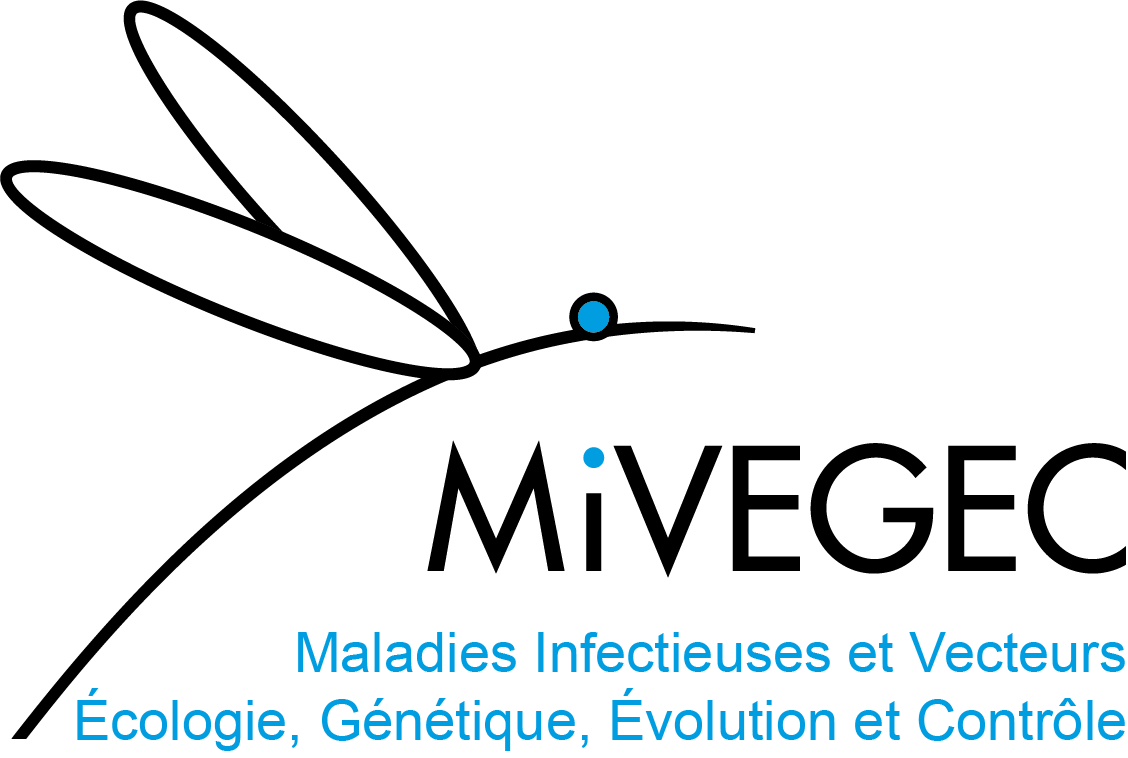 MiVEGEC
Maladies Infectieuses et Vecteurs
Écologie, Génétique, Évolution et Contrôle